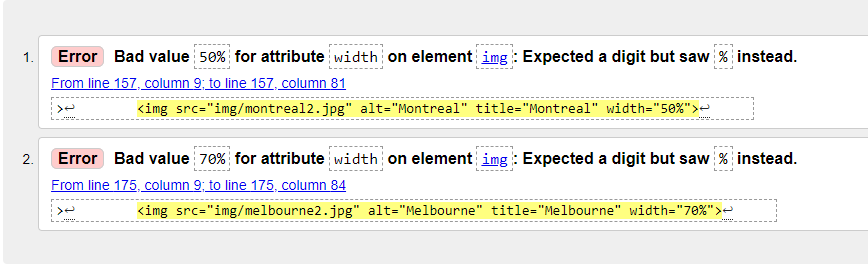 1. Error Bad value 50% for attribute width on element img: Expected a digit but saw % instead.
From line 157, column 9; to line 157, column 81
>↩ <img src="img/montreal2.jpg" alt="Montreal" title="Montreal" width="50%">↩
2. Error Bad value 70% for attribute width on element img: Expected a digit but saw % instead.
From line 175, column 9; to line 175, column 84
>↩ <img src="img/melbourne2.jpg" alt="Melbourne" title="Melbourne" width="70%">↩